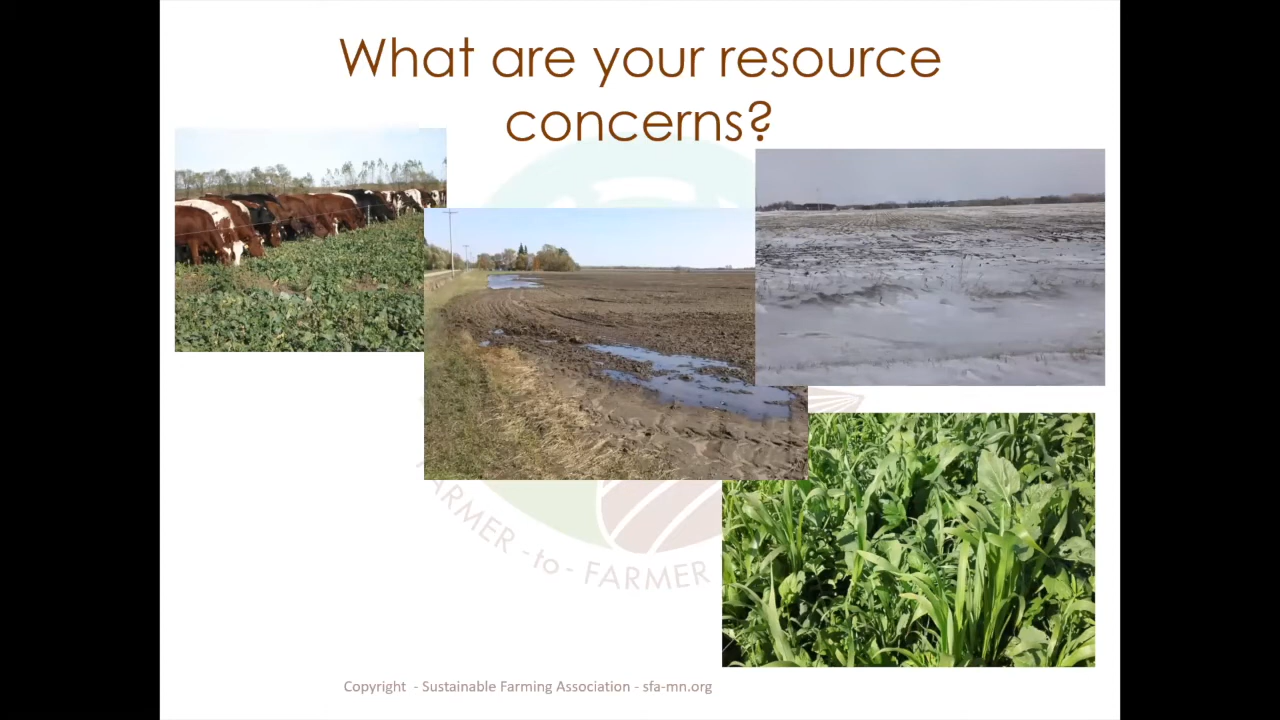 What are your resource
concerns?
FARMER - to - FARMER
Copyright - Sustainable Farming Association - sfa-mn.org